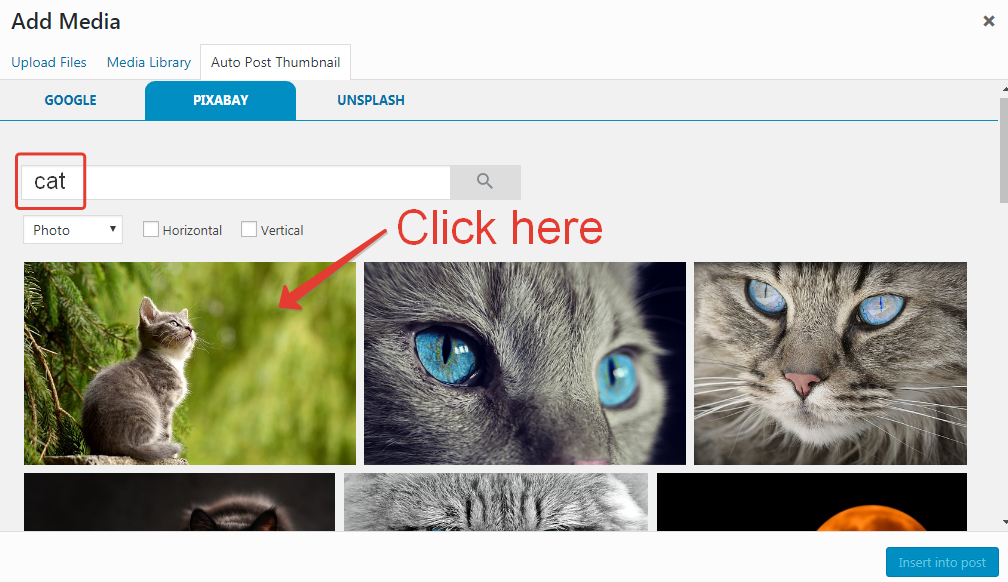 Add Media
Upload Files Media Library Auto Post Thumbnail
GOOGLE PIXABAY UNSPLASH
cat
Photo Horizontal Vertical
Click here
Insert into post